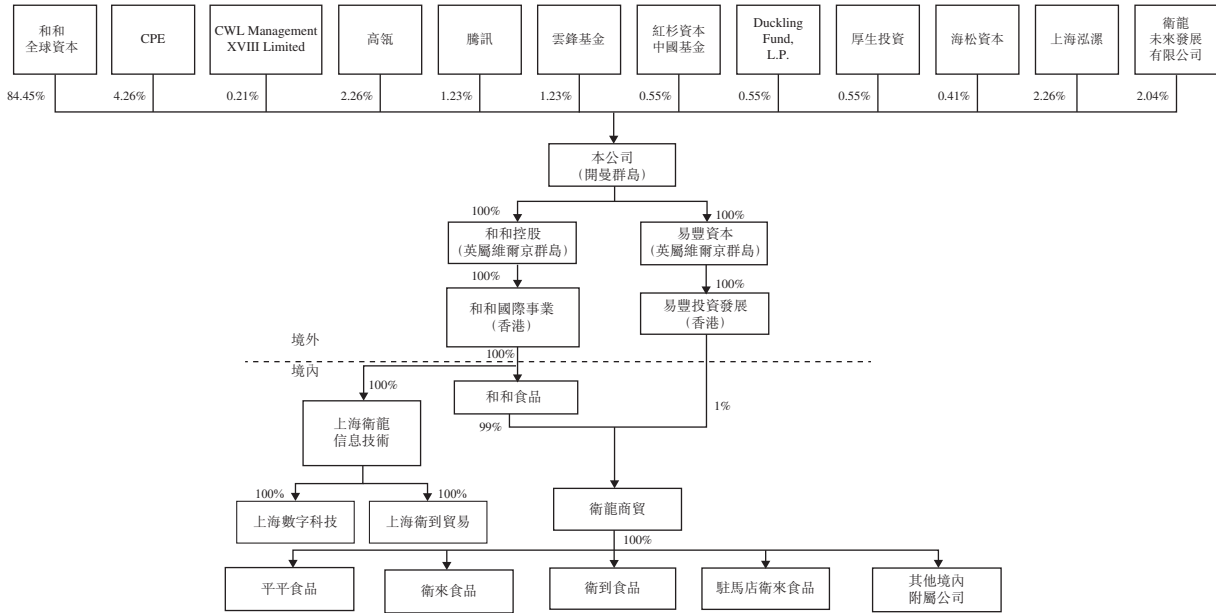 和和
全球資本
CPE
CWL Management
XVIII Limited
高瓴
騰訊
雲鋒基金
紅杉資本
中國基金
Duckling
Fund,
L.P.
厚生投資
海松資本
上海泓漯
衛龍
未來發展
有限公司
84.45%
4.26%
0.21%
2.26%
1.23%
1.23%
0.55%
0.55%
0.55%
0.41%
2.26%
2.04%
本公司
(開曼群島)
100%
100%
和和控股
(英屬維爾京群島)
易豐資本
(英屬維爾京群島)
100%
100%
和和國際事業
(香港)
易豐投資發展
(香港)
境外
100%
境內
100%
和和食品
1%
上海衛龍
信息技術
99%
100%
100%
上海數字科技
上海衛到貿易
衛龍商貿
100%
平平食品
衛來食品
衛到食品
駐馬店衛來食品
其他境內
附屬公司